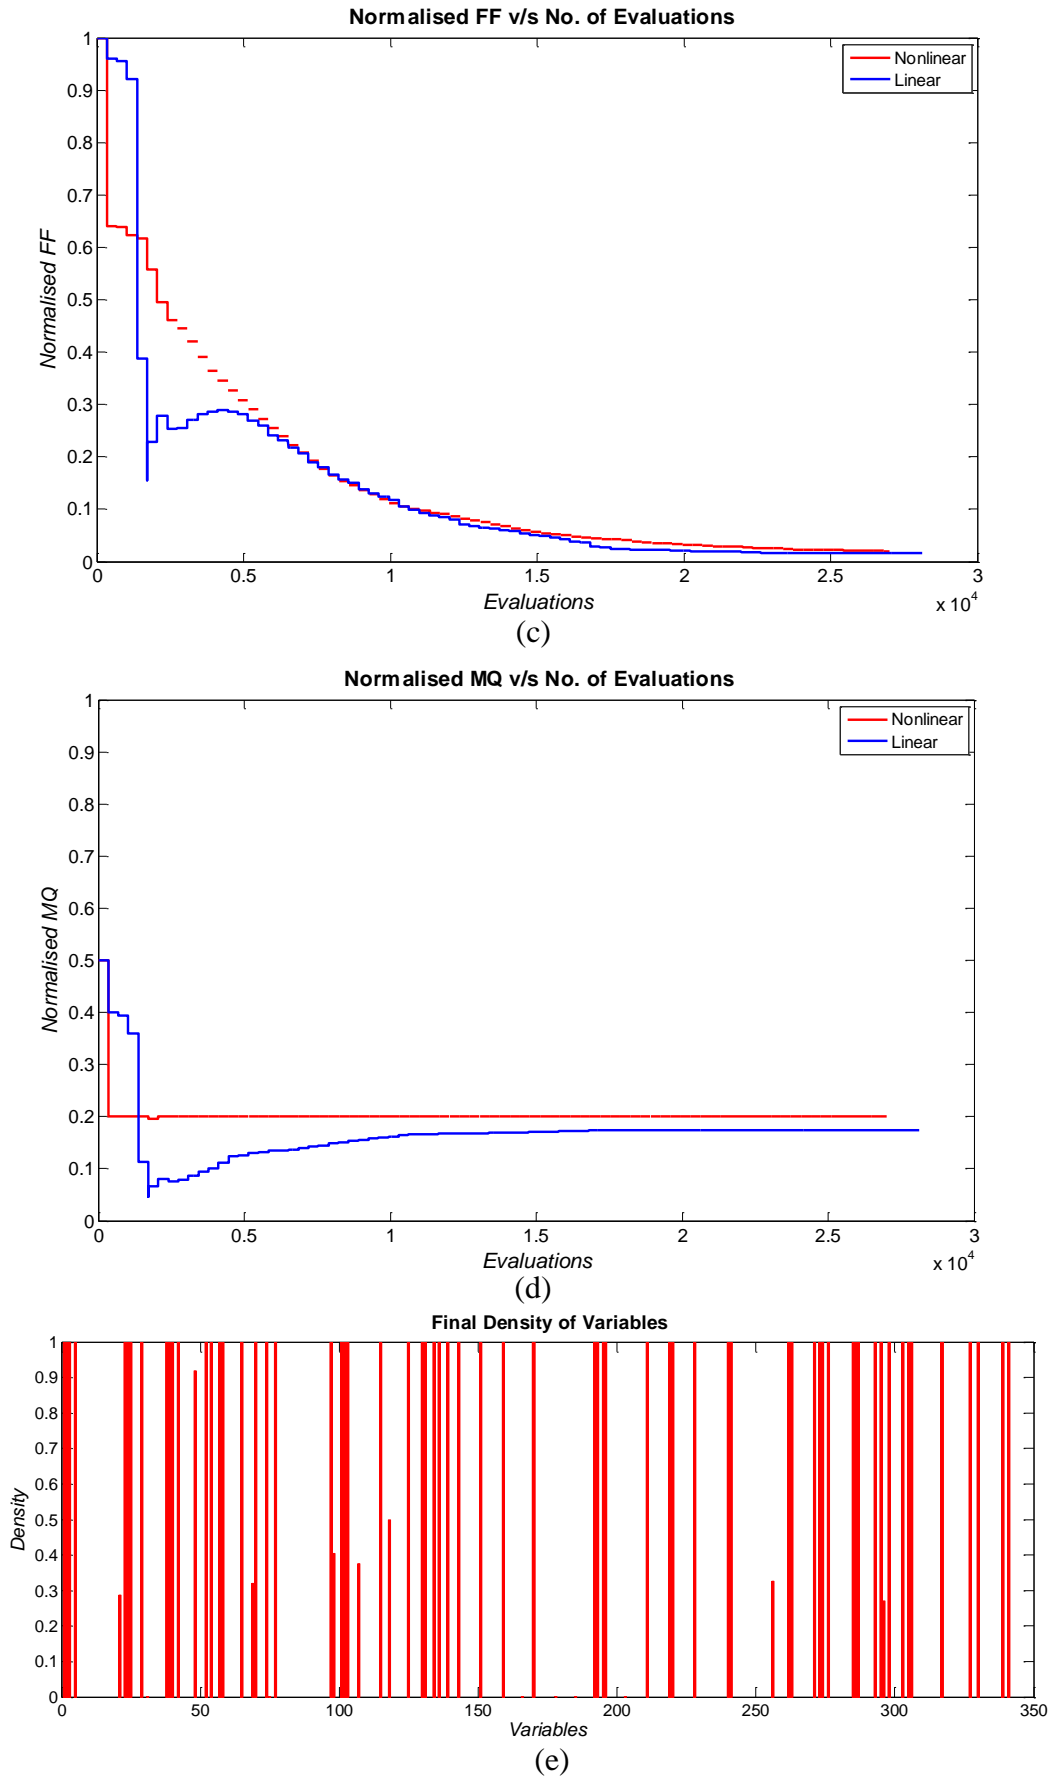 Normalised FF v/s No. of Evaluations
1
0.9
0.8
0.7
0.6
0.5
0.4
0.3
0.2
0.1
0
Normalised FF
Nonlinear
Linear
0 0.5 1 1.5 2 2.5 3
Evaluations
x 10^4
(c)
Normalised MQ v/s No. of Evaluations
1
0.9
0.8
0.7
0.6
0.5
0.4
0.3
0.2
0.1
0
Normalised MQ
Nonlinear
Linear
0 0.5 1 1.5 2 2.5 3
Evaluations
x 10^4
(d)
Final Density of Variables
1
0.9
0.8
0.7
0.6
0.5
0.4
0.3
0.2
0.1
0
Density
0 50 100 150 200 250 300 350
Variables
(e)